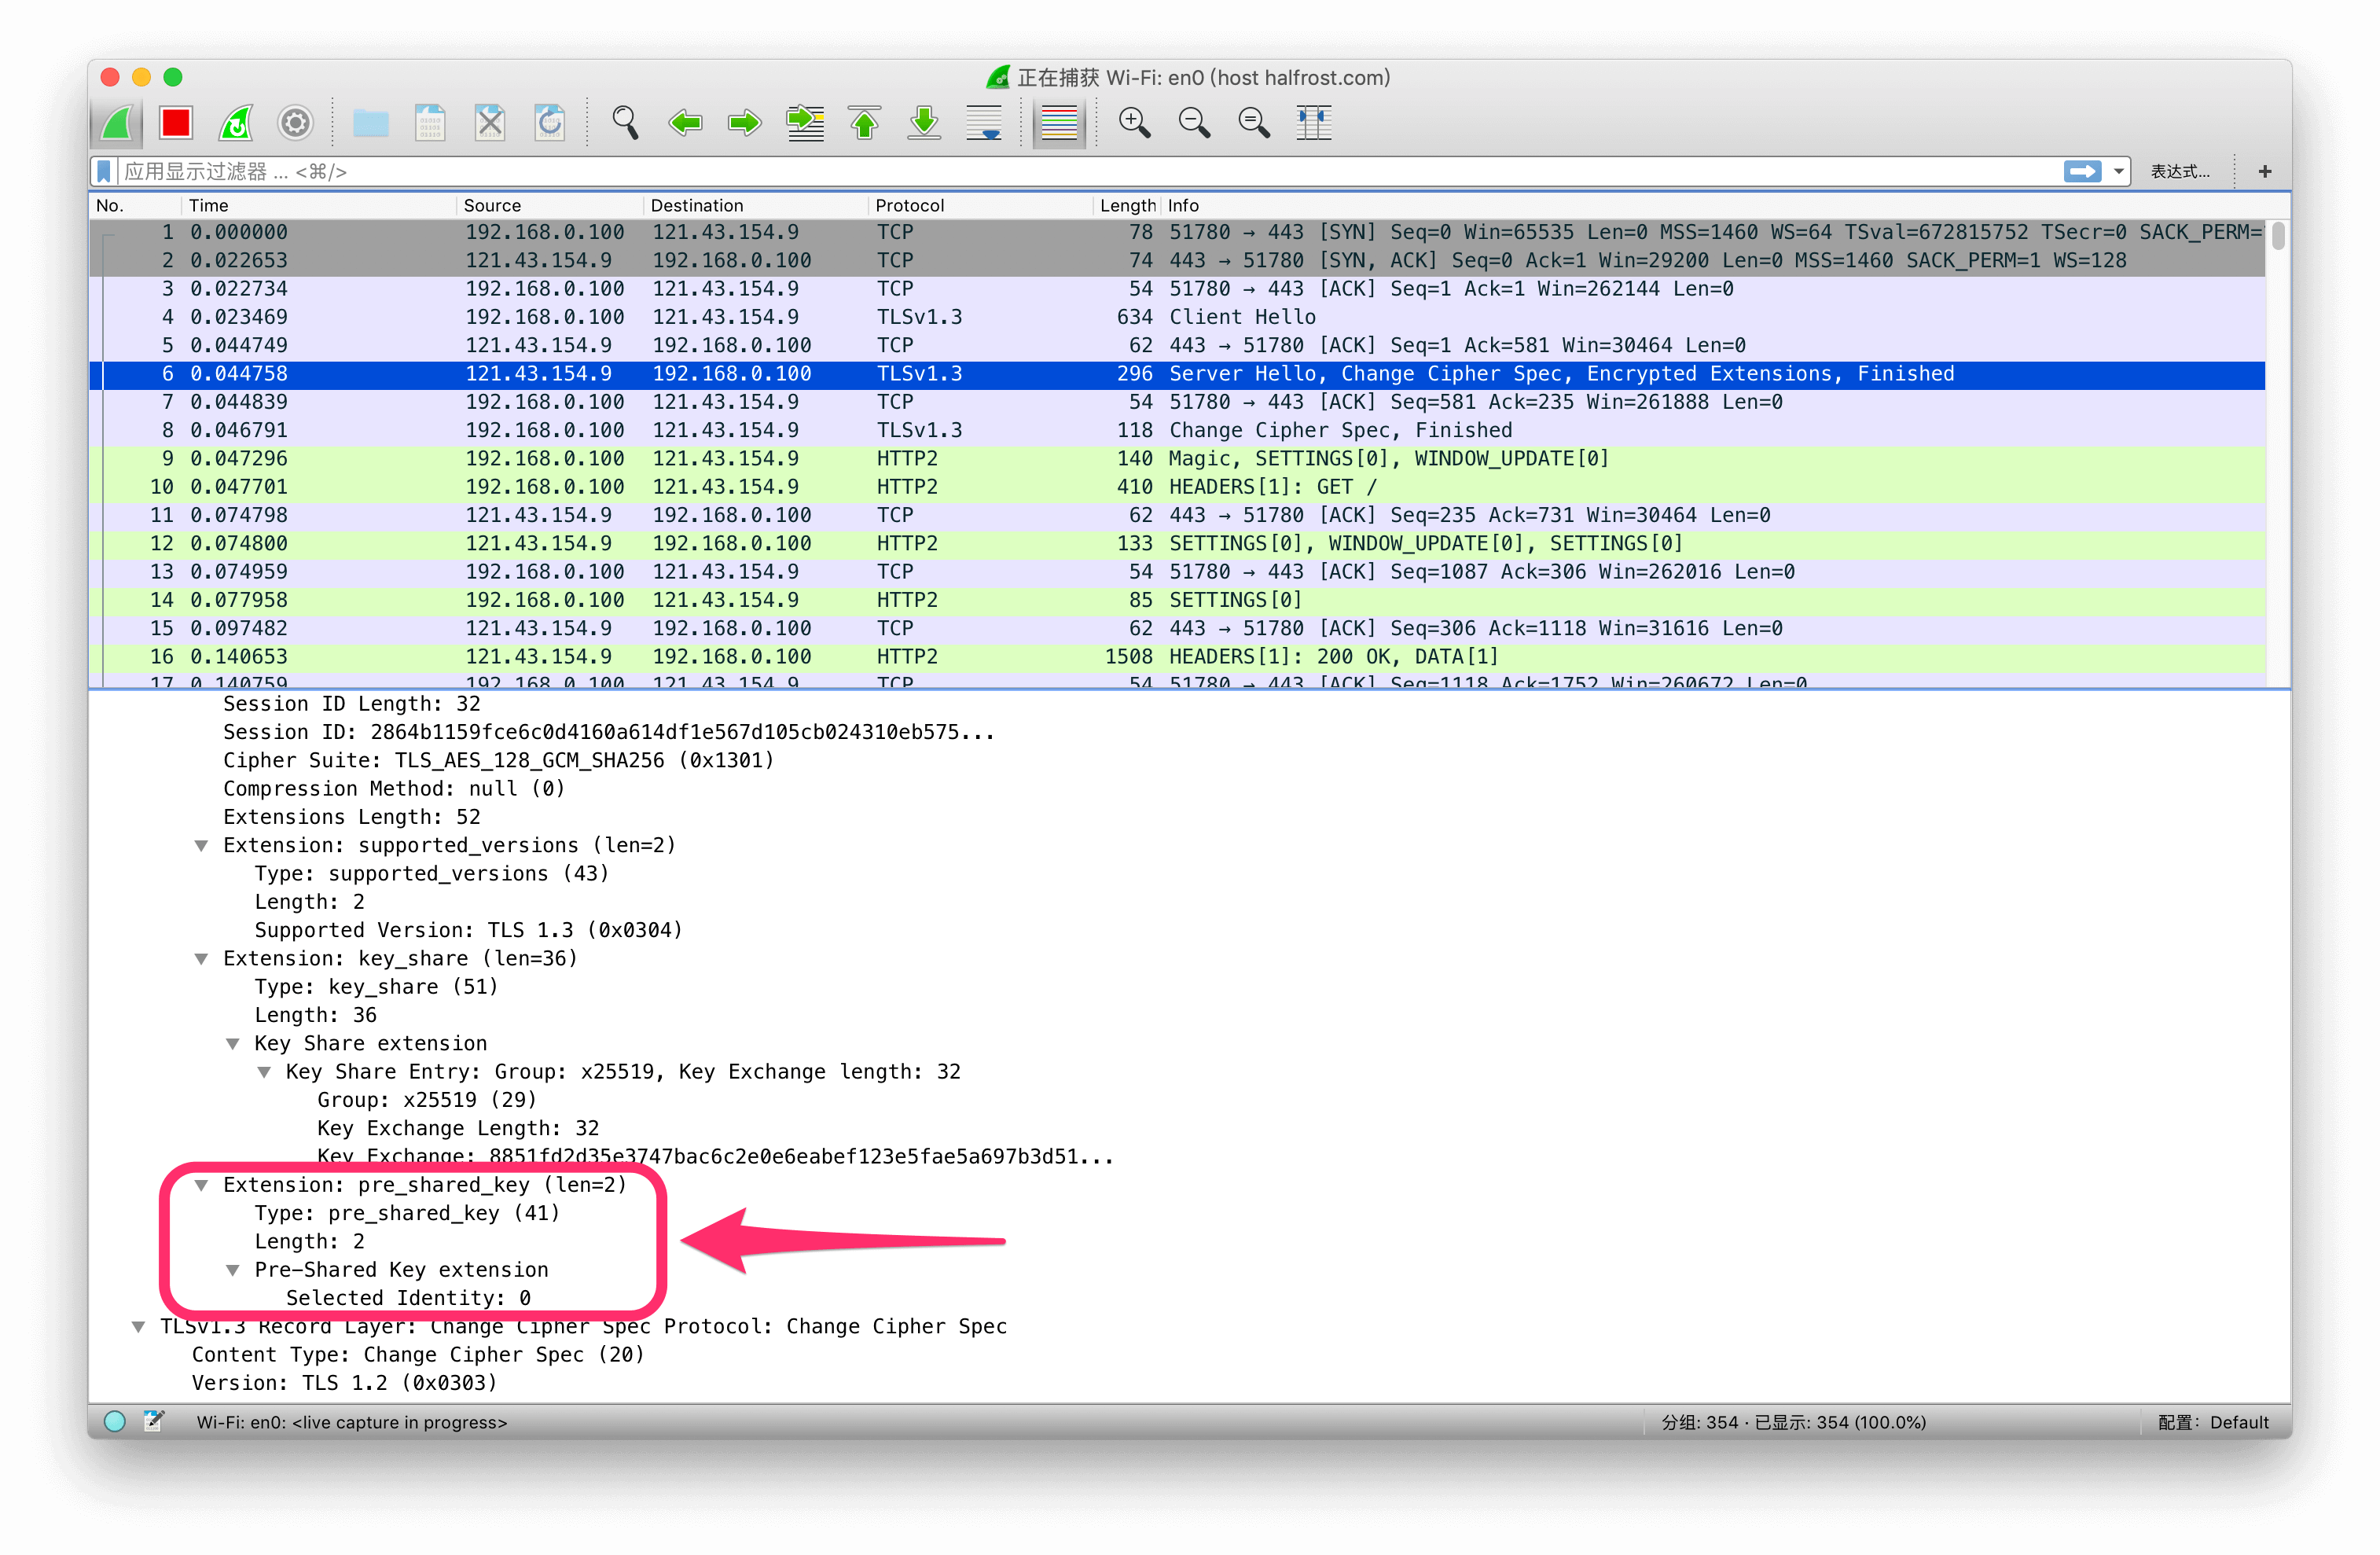 正在捕获 Wi-Fi: en0 (host halfrost.com)
应用显示过滤器 ... <⌘/> 表达式... +
No. Time Source Destination Protocol Length Info
1 0.000000 192.168.0.100 121.43.154.9 TCP 78 51780 → 443 [SYN] Seq=0 Win=65535 Len=0 MSS=1460 WS=64 TSval=672815752 TSecr=0 SACK_PERM=
2 0.022653 121.43.154.9 192.168.0.100 TCP 74 443 → 51780 [SYN, ACK] Seq=0 Ack=1 Win=29200 Len=0 MSS=1460 SACK_PERM=1 WS=128
3 0.022734 192.168.0.100 121.43.154.9 TCP 54 51780 → 443 [ACK] Seq=1 Ack=1 Win=262144 Len=0
4 0.023469 192.168.0.100 121.43.154.9 TLSv1.3 634 Client Hello
5 0.044749 121.43.154.9 192.168.0.100 TCP 62 443 → 51780 [ACK] Seq=1 Ack=581 Win=30464 Len=0
6 0.044758 121.43.154.9 192.168.0.100 TLSv1.3 296 Server Hello, Change Cipher Spec, Encrypted Extensions, Finished
7 0.044839 192.168.0.100 121.43.154.9 TCP 54 51780 → 443 [ACK] Seq=581 Ack=235 Win=261888 Len=0
8 0.046791 192.168.0.100 121.43.154.9 TLSv1.3 118 Change Cipher Spec, Finished
9 0.047296 192.168.0.100 121.43.154.9 HTTP2 140 Magic, SETTINGS[0], WINDOW_UPDATE[0]
10 0.047701 192.168.0.100 121.43.154.9 HTTP2 410 HEADERS[1]: GET /
11 0.074798 121.43.154.9 192.168.0.100 TCP 62 443 → 51780 [ACK] Seq=235 Ack=731 Win=30464 Len=0
12 0.074800 121.43.154.9 192.168.0.100 HTTP2 133 SETTINGS[0], WINDOW_UPDATE[0], SETTINGS[0]
13 0.074959 192.168.0.100 121.43.154.9 TCP 54 51780 → 443 [ACK] Seq=1087 Ack=306 Win=262016 Len=0
14 0.077958 192.168.0.100 121.43.154.9 HTTP2 85 SETTINGS[0]
15 0.097482 121.43.154.9 192.168.0.100 TCP 62 443 → 51780 [ACK] Seq=306 Ack=1118 Win=31616 Len=0
16 0.140653 121.43.154.9 192.168.0.100 HTTP2 1508 HEADERS[1]: 200 OK, DATA[1]
17 0.140759 192.168.0.100 121.43.154.9 TCP 54 51780 → 443 [ACK] Seq=1118 Ack=1752 Win=260672 Len=0
Session ID Length: 32
Session ID: 2864b1159fce6c0d4160a614df1e567d105cb024310eb575...
Cipher Suite: TLS_AES_128_GCM_SHA256 (0x1301)
Compression Method: null (0)
Extensions Length: 52
Extension: supported_versions (len=2)
Type: supported_versions (43)
Length: 2
Supported Version: TLS 1.3 (0x0304)
Extension: key_share (len=36)
Type: key_share (51)
Length: 36
Key Share extension
Key Share Entry: Group: x25519, Key Exchange length: 32
Group: x25519 (29)
Key Exchange Length: 32
Key Exchange: 8851fd2d35e3747bac6c2e0e6eabef123e5fae5a697b3d51...
Extension: pre_shared_key (len=2)
Type: pre_shared_key (41)
Length: 2
Pre-Shared Key extension
Selected Identity: 0
TLSv1.3 Record Layer: Change Cipher Spec Protocol: Change Cipher Spec
Content Type: Change Cipher Spec (20)
Version: TLS 1.2 (0x0303)
Wi-Fi: en0: <live capture in progress> 分组: 354 · 已显示: 354 (100.0%) 配置: Default